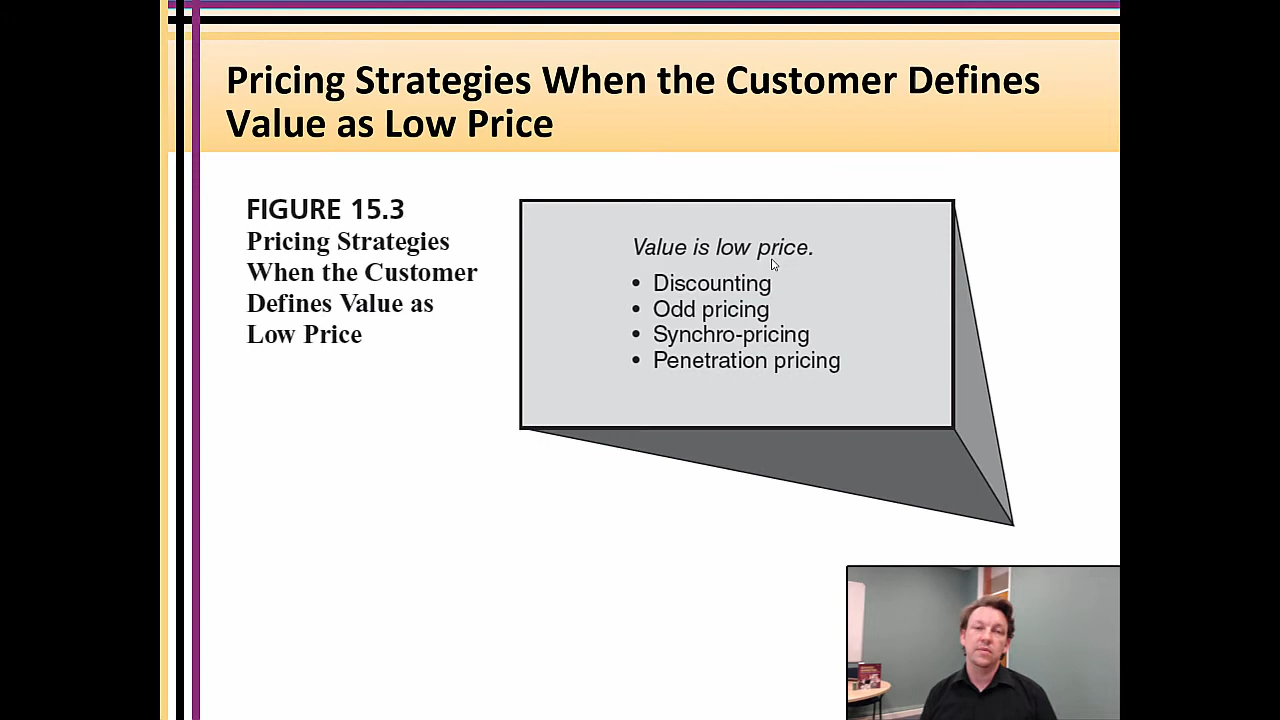 Pricing Strategies When the Customer Defines
Value as Low Price
FIGURE 15.3
Pricing Strategies
When the Customer
Defines Value as
Low Price
Value is low price.
• Discounting
• Odd pricing
• Synchro-pricing
• Penetration pricing